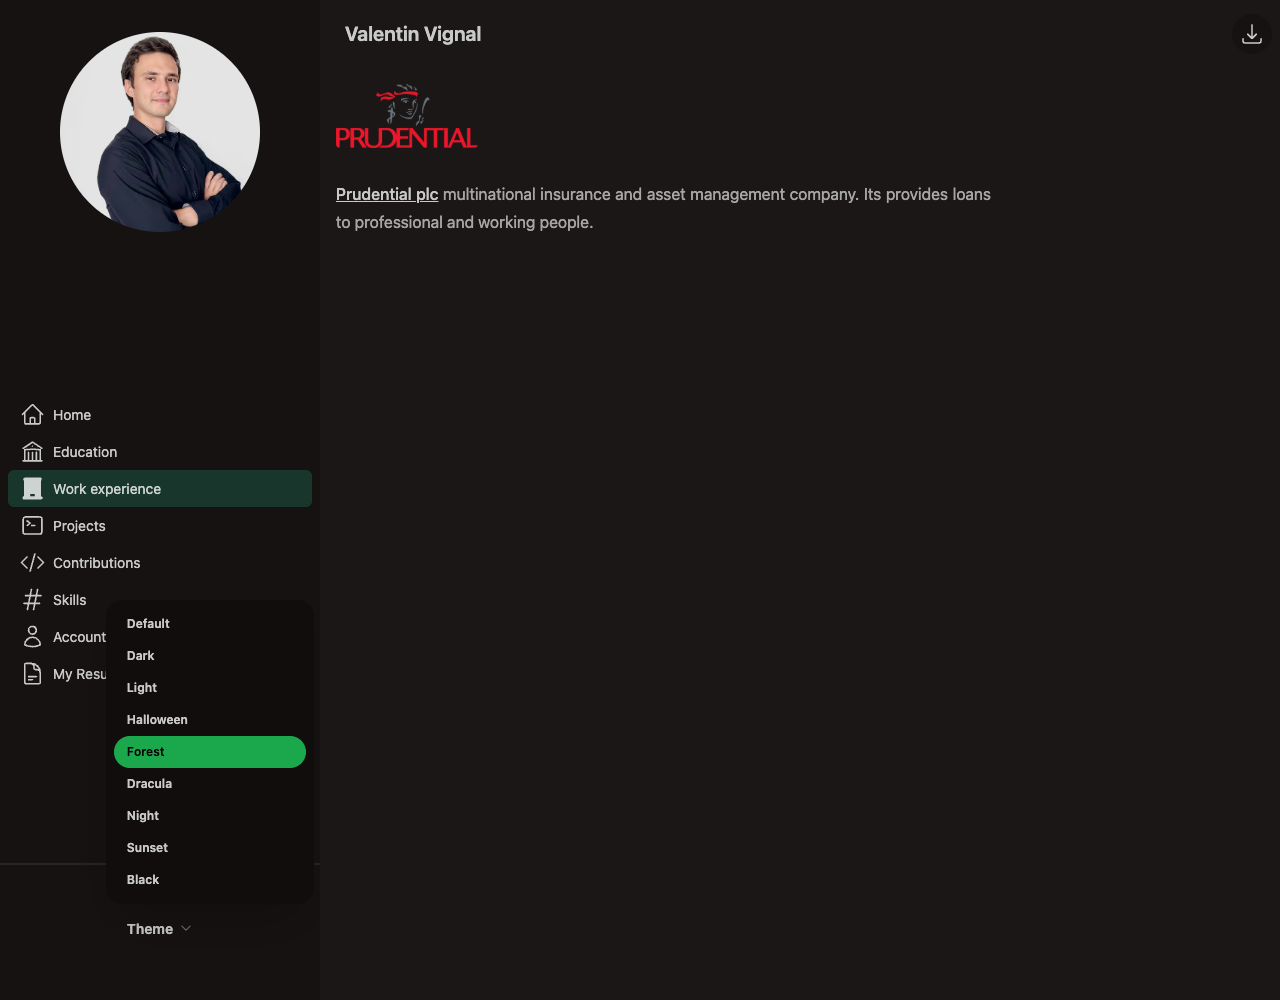 Valentin Vignal
PRUDENTIAL
Prudential plc multinational insurance and asset management company. Its provides loans
to professional and working people.
Home
Education
Work experience
Projects
Contributions
Skills
Account
My Resu
Default
Dark
Light
Halloween
Forest
Dracula
Night
Sunset
Black
Theme